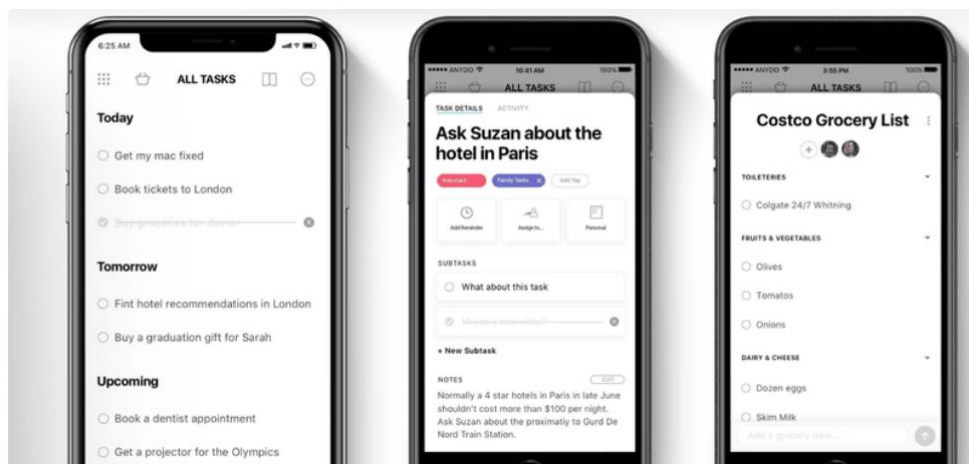 6:25 AM
ALL TASKS
Today
Get my mac fixed
Book tickets to London
Buy groceries for dinner
Tomorrow
Fint hotel recommendations in London
Buy a graduation gift for Sarah
Upcoming
Book a dentist appointment
Get a projector for the Olympics
ANYDO
10:41 AM
100%
ALL TASKS
TASK DETAILS ACTIVITY
Ask Suzan about the
hotel in Paris
Important Family Tasks X Add Tag
Add Reminder Assign to... Personal
SUBTASKS
What about this task
+ New Subtask
NOTES EDIT
Normally a 4 star hotels in Paris in late June
shouldn't cost more than $100 per night.
Ask Suzan about the proximatiy to Gurd De
Nord Train Station.
ANYDO
3:55 PM
100%
ALL TASKS
Costco Grocery List
TOILETERIES
Colgate 24/7 Whitning
FRUITS & VEGETABLES
Olives
Tomatos
Onions
DAIRY & CHEESE
Dozen eggs
Skim Milk
Add a grocery item...